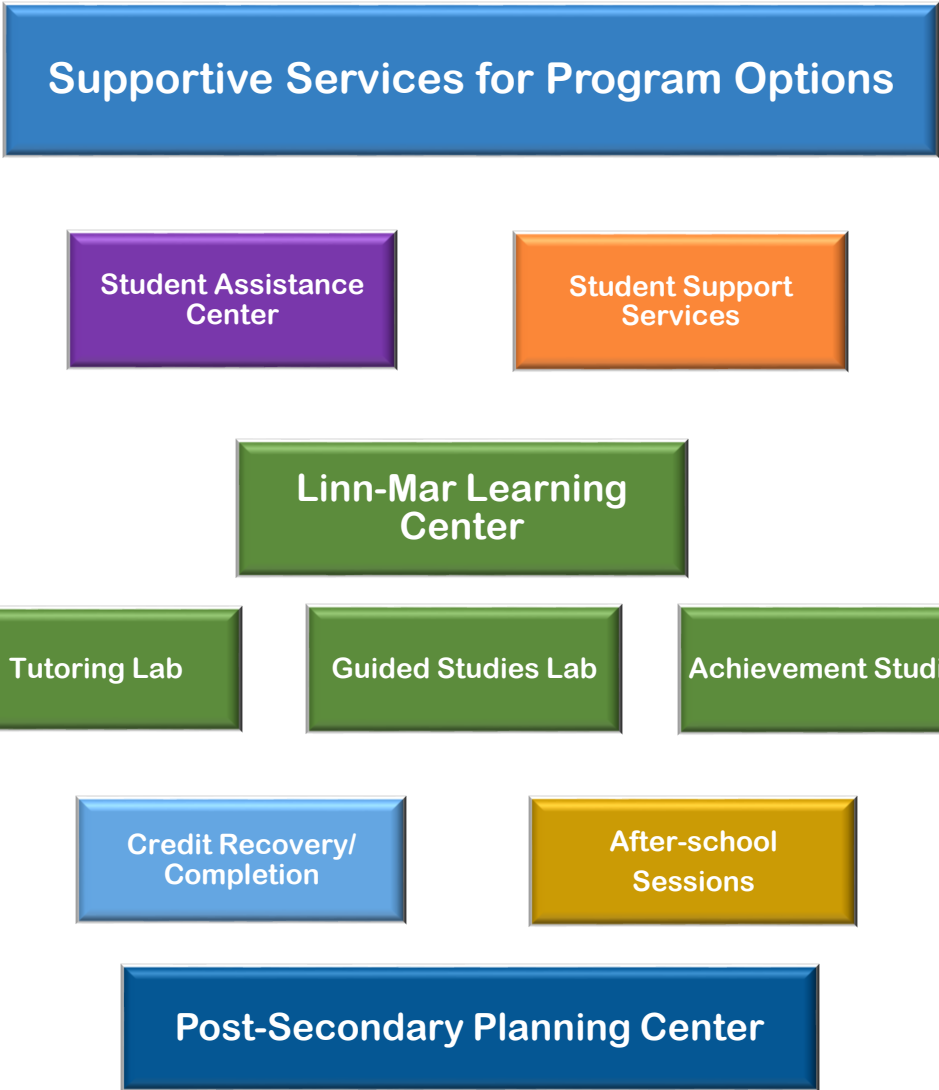 Supportive Services for Program Options
Student Assistance
Center
Student Support
Services
Linn-Mar Learning
Center
Tutoring Lab
Guided Studies Lab
Achievement
Credit Recovery/
Completion
After-school
Sessions
Post-Secondary Planning Center